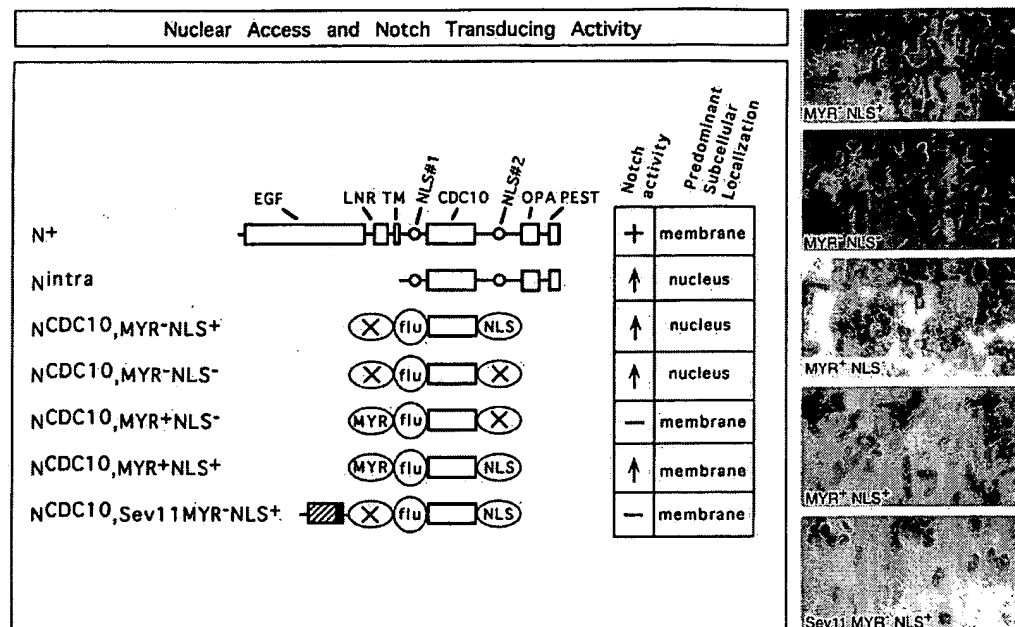 Nuclear Access and Notch Transducing Activity
Notch activity
Predominant Subcellular Localization
EGF LNR TM NLS#1 CDC10 NLS#2 OPA PEST
N+ + membrane
Nintra ↑ nucleus
NCDC10,MYR-NLS+ X flu NLS ↑ nucleus
NCDC10,MYR-NLS- X flu X ↑ nucleus
NCDC10,MYR+NLS- MYR flu X — membrane
NCDC10,MYR+NLS+ MYR flu NLS ↑ membrane
NCDC10,Sev11MYR-NLS+ X flu NLS — membrane
MYR- NLS+
MYR- NLS-
MYR+ NLS-
MYR+ NLS+
Sev11 MYR- NLS+